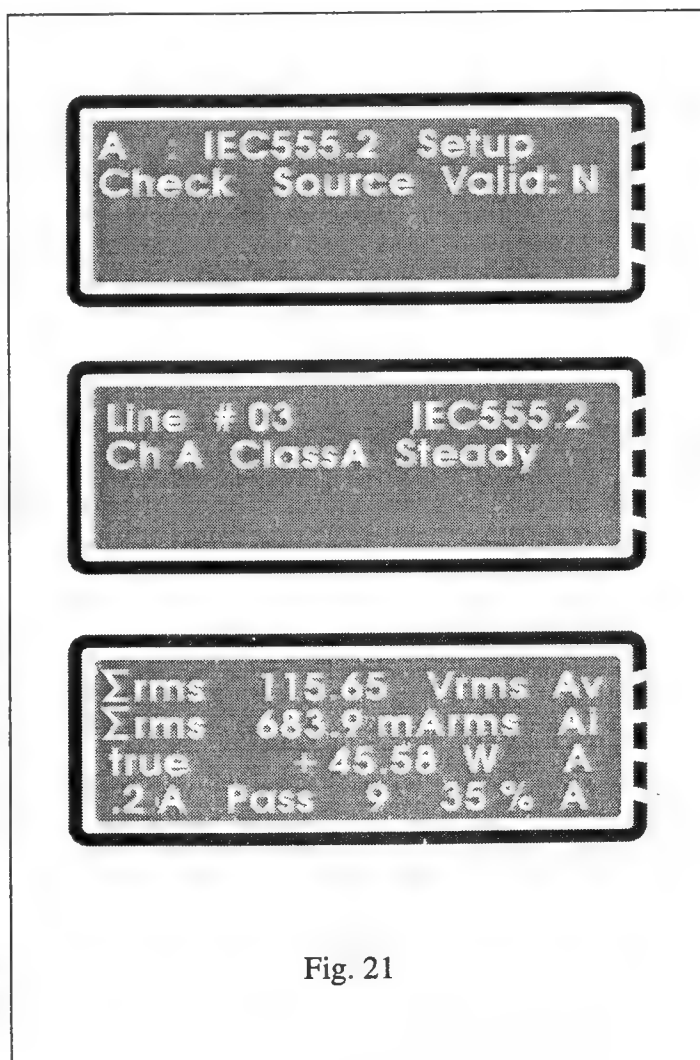 A : IEC555.2 Setup
Check Source Valid: N
Line # 03 IEC555.2
Ch A ClassA Steady
Σrms 115.65 Vrms Av
Σrms 683.9 mArms Ai
true + 45.58 W A
.2 A Pass 9 35 % A
Fig. 21